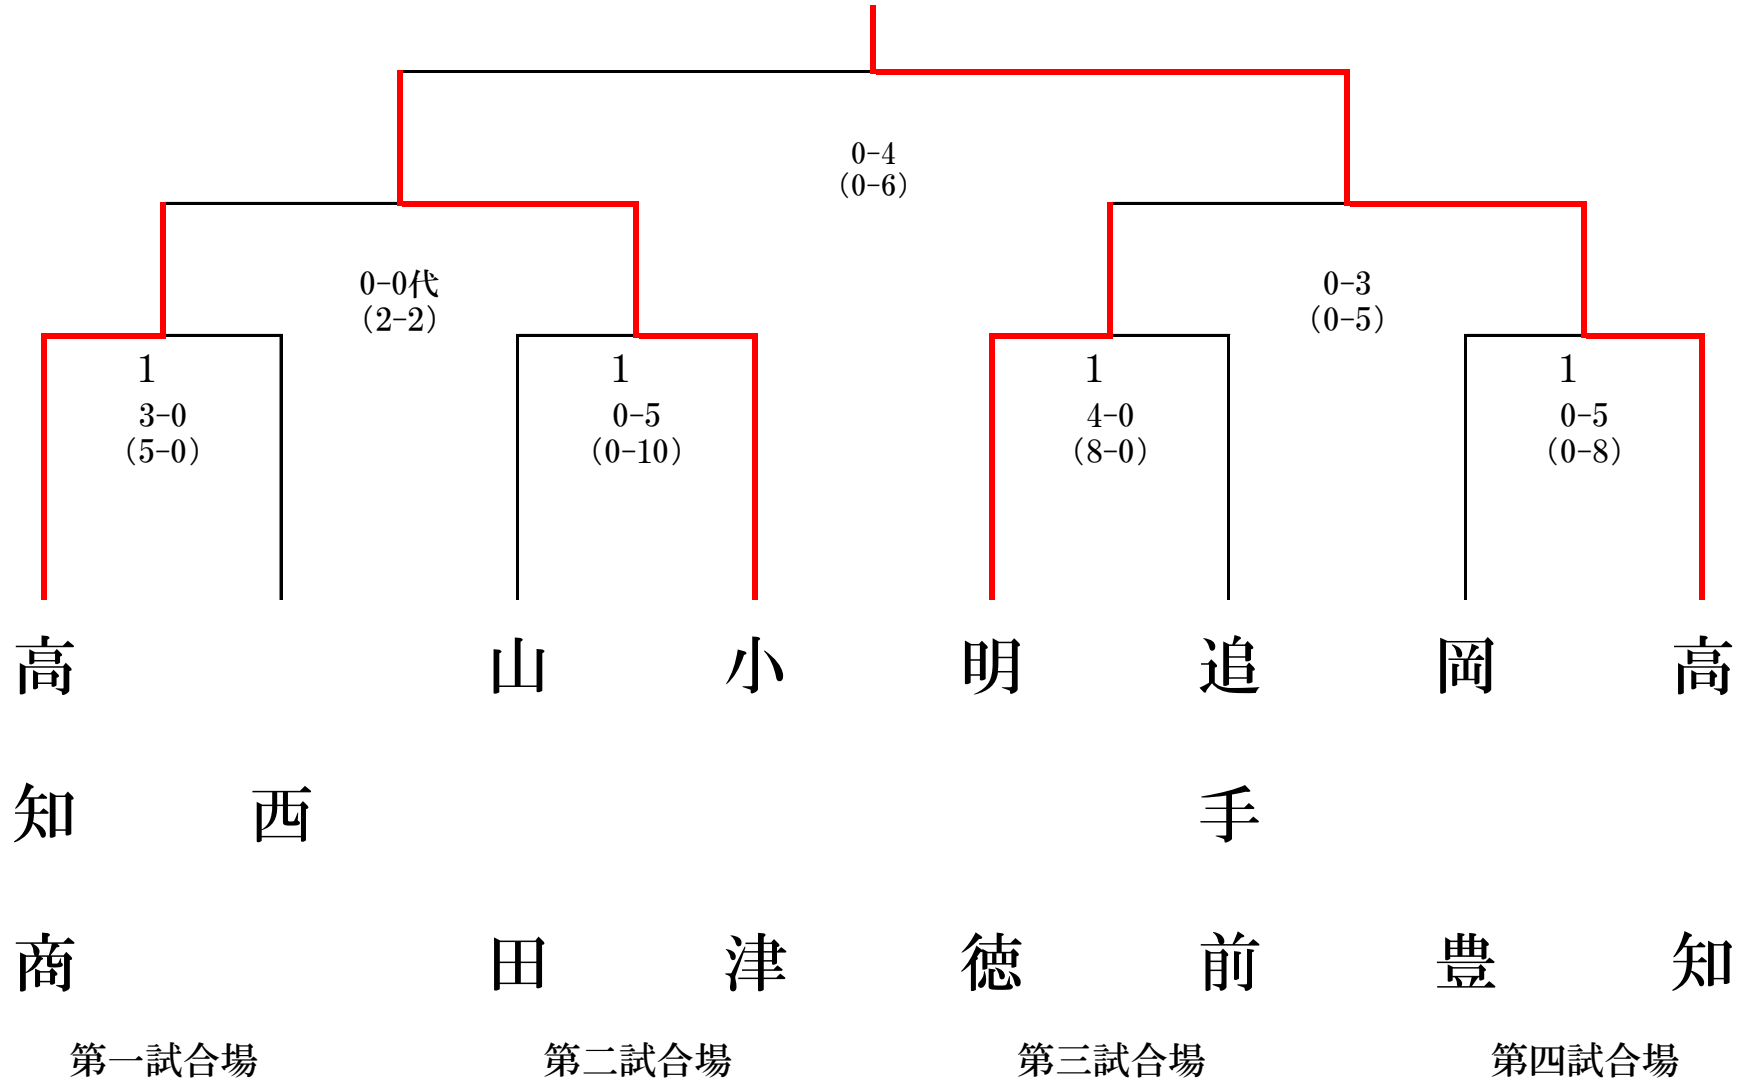 0-4
(0-6)
0-0代
(2-2)
0-3
(0-5)
1
3-0
(5-0)
1
0-5
(0-10)
1
4-0
(8-0)
1
0-5
(0-8)
高知商
西
山田
小津
明徳
追手前
岡豊
高知
第一試合場
第二試合場
第三試合場
第四試合場